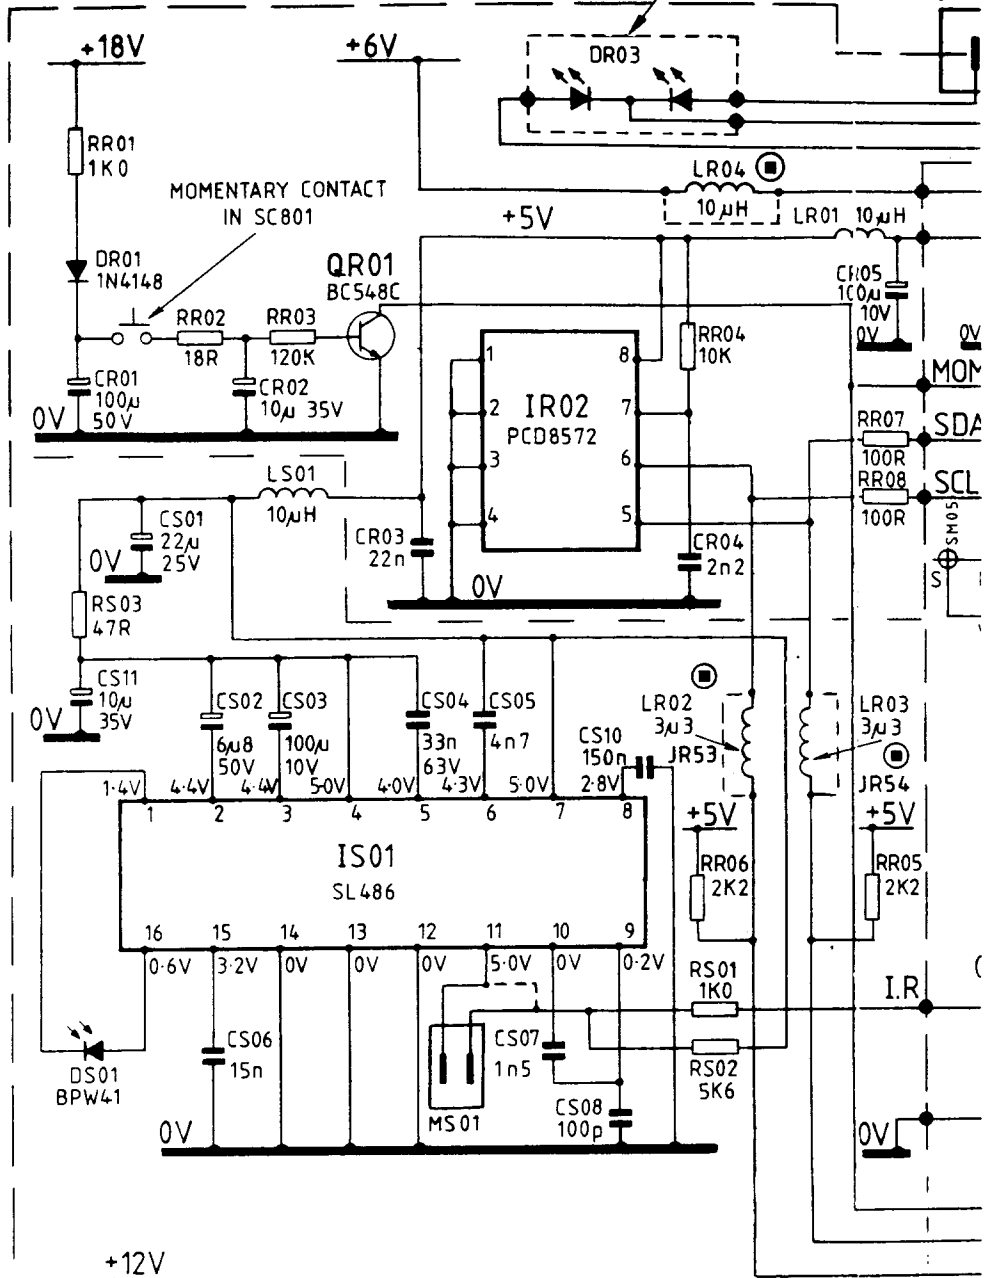 +18V
+6V
DR03
RR01
1K0
MOMENTARY CONTACT
IN SC801
LR04
10µH
+5V
LR01 10µH
DR01
1N4148
QR01
BC548C
CR05
100µ
10V
0V
0V
RR02
18R
RR03
120K
RR04
10K
CR01
100µ
50V
0V
CR02
10µ 35V
1
2
3
4
8
7
6
5
IR02
PCD8572
MOM
RR07
100R
SDA
RR08
100R
SCL
SM05
S
LS01
10µH
CS01
22µ
25V
0V
CR03
22n
CR04
2n2
0V
RS03
47R
CS11
10µ
35V
0V
CS02
6µ8
50V
CS03
100µ
10V
CS04
33n
63V
CS05
4n7
CS10
150n
LR02
3µ3
JR53
LR03
3µ3
JR54
1·4V
4·4V
4·4V
5·0V
4·0V
4·3V
5·0V
2·8V
1
2
3
4
5
6
7
8
+5V
+5V
IS01
SL486
RR06
2K2
RR05
2K2
16
15
14
13
12
11
10
9
0·6V
3·2V
0V
0V
0V
5·0V
0V
0·2V
RS01
1K0
I.R
CS06
15n
CS07
1n5
RS02
5K6
DS01
BPW41
MS01
CS08
100p
0V
0V
+12V